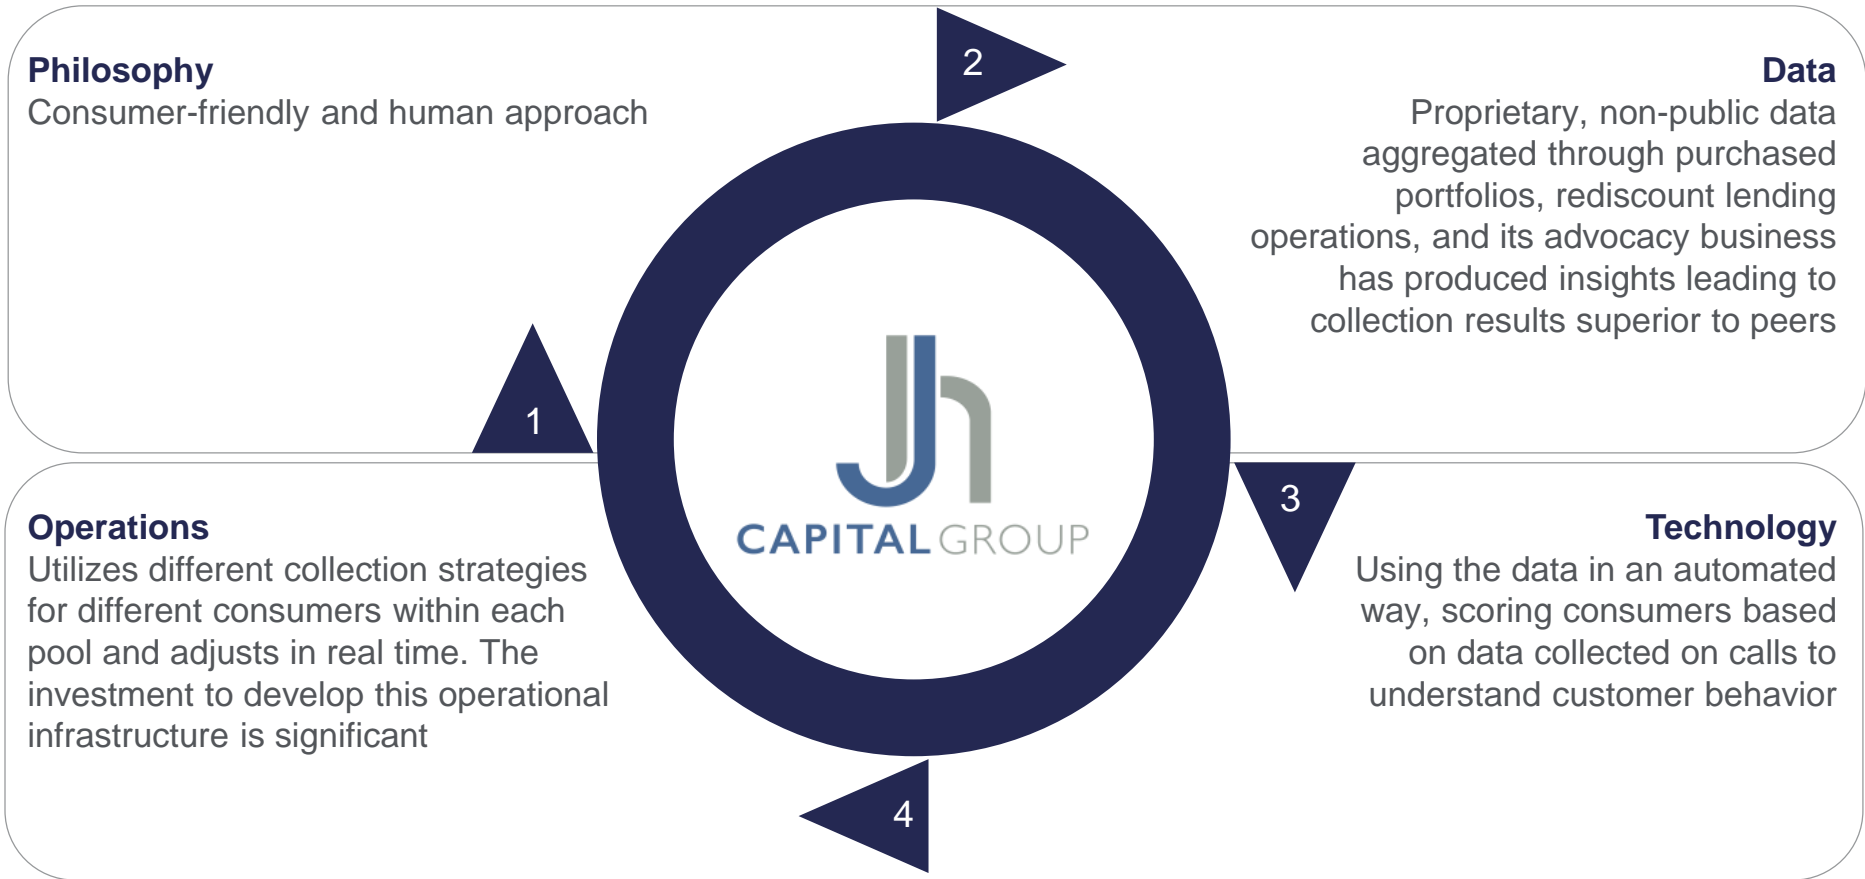 Philosophy
Consumer-friendly and human approach
1
2
Data
Proprietary, non-public data
aggregated through purchased
portfolios, rediscount lending
operations, and its advocacy business
has produced insights leading to
collection results superior to peers
Jh
CAPITAL GROUP
3
Technology
Using the data in an automated
way, scoring consumers based
on data collected on calls to
understand customer behavior
Operations
Utilizes different collection strategies
for different consumers within each
pool and adjusts in real time. The
investment to develop this operational
infrastructure is significant
4